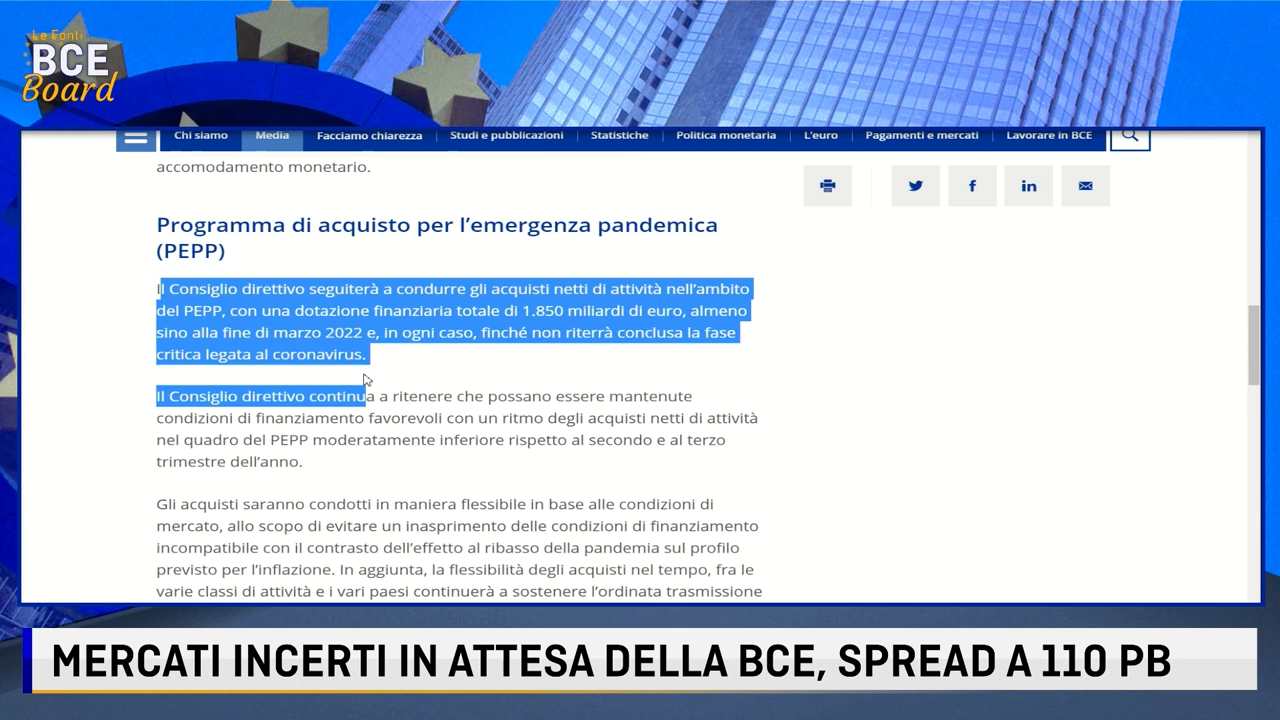 Le Fonti
BCE
Board
Chi siamo
Media
Facciamo chiarezza
Studi e pubblicazioni
Statistiche
Politica monetaria
L'euro
Pagamenti e mercati
Lavorare in BCE
accomodamento monetario.
Programma di acquisto per l'emergenza pandemica
(PEPP)
Il Consiglio direttivo seguiterà a condurre gli acquisti netti di attività nell'ambito
del PEPP, con una dotazione finanziaria totale di 1.850 miliardi di euro, almeno
sino alla fine di marzo 2022 e, in ogni caso, finché non riterrà conclusa la fase
critica legata al coronavirus.
Il Consiglio direttivo continua a ritenere che possano essere mantenute
condizioni di finanziamento favorevoli con un ritmo degli acquisti netti di attività
nel quadro del PEPP moderatamente inferiore rispetto al secondo e al terzo
trimestre dell'anno.
Gli acquisti saranno condotti in maniera flessibile in base alle condizioni di
mercato, allo scopo di evitare un inasprimento delle condizioni di finanziamento
incompatibile con il contrasto dell'effetto al ribasso della pandemia sul profilo
previsto per l'inflazione. In aggiunta, la flessibilità degli acquisti nel tempo, fra le
varie classi di attività e i vari paesi continuerà a sostenere l'ordinata trasmissione
MERCATI INCERTI IN ATTESA DELLA BCE, SPREAD A 110 PB